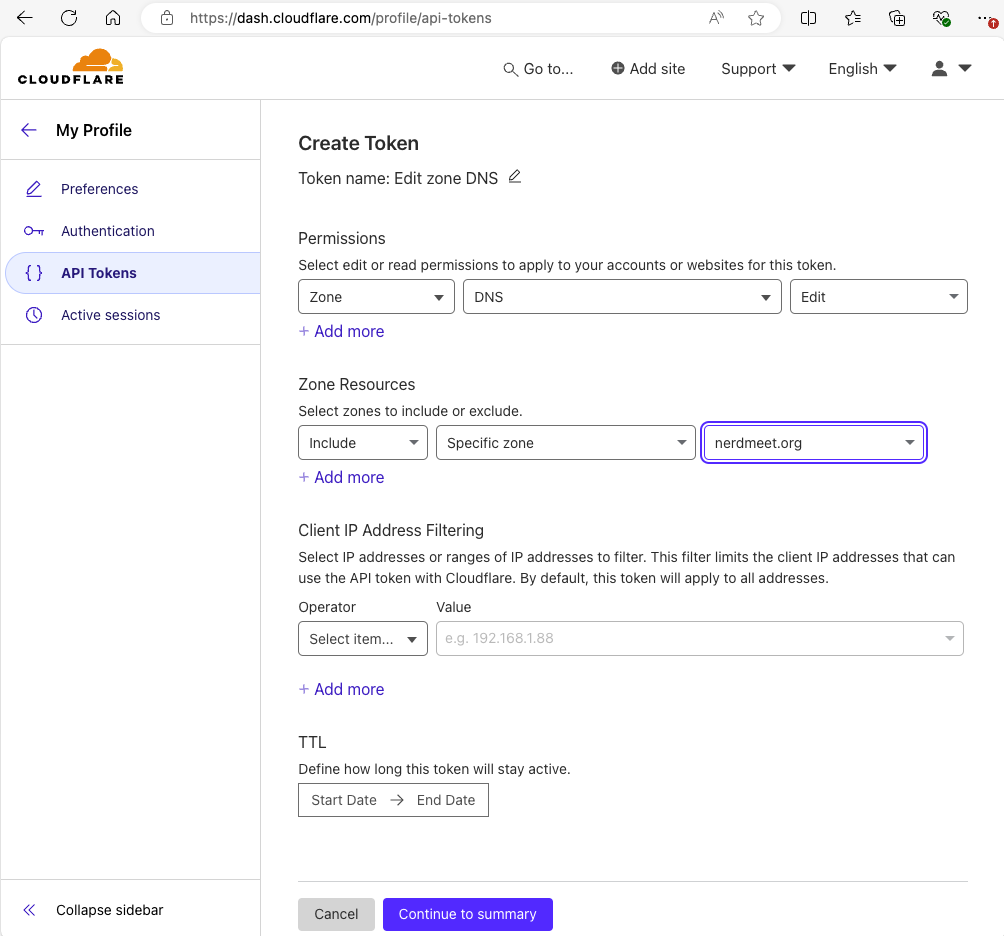 https://dash.cloudflare.com/profile/api-tokens
CLOUDFLARE
Go to...
Add site
Support
English
My Profile
Preferences
Authentication
{ } API Tokens
Active sessions
Create Token
Token name: Edit zone DNS
Permissions
Select edit or read permissions to apply to your accounts or websites for this token.
Zone
DNS
Edit
+ Add more
Zone Resources
Select zones to include or exclude.
Include
Specific zone
nerdmeet.org
+ Add more
Client IP Address Filtering
Select IP addresses or ranges of IP addresses to filter. This filter limits the client IP addresses that can
use the API token with Cloudflare. By default, this token will apply to all addresses.
Operator
Value
Select item...
e.g. 192.168.1.88
+ Add more
TTL
Define how long this token will stay active.
Start Date → End Date
Cancel
Continue to summary
Collapse sidebar